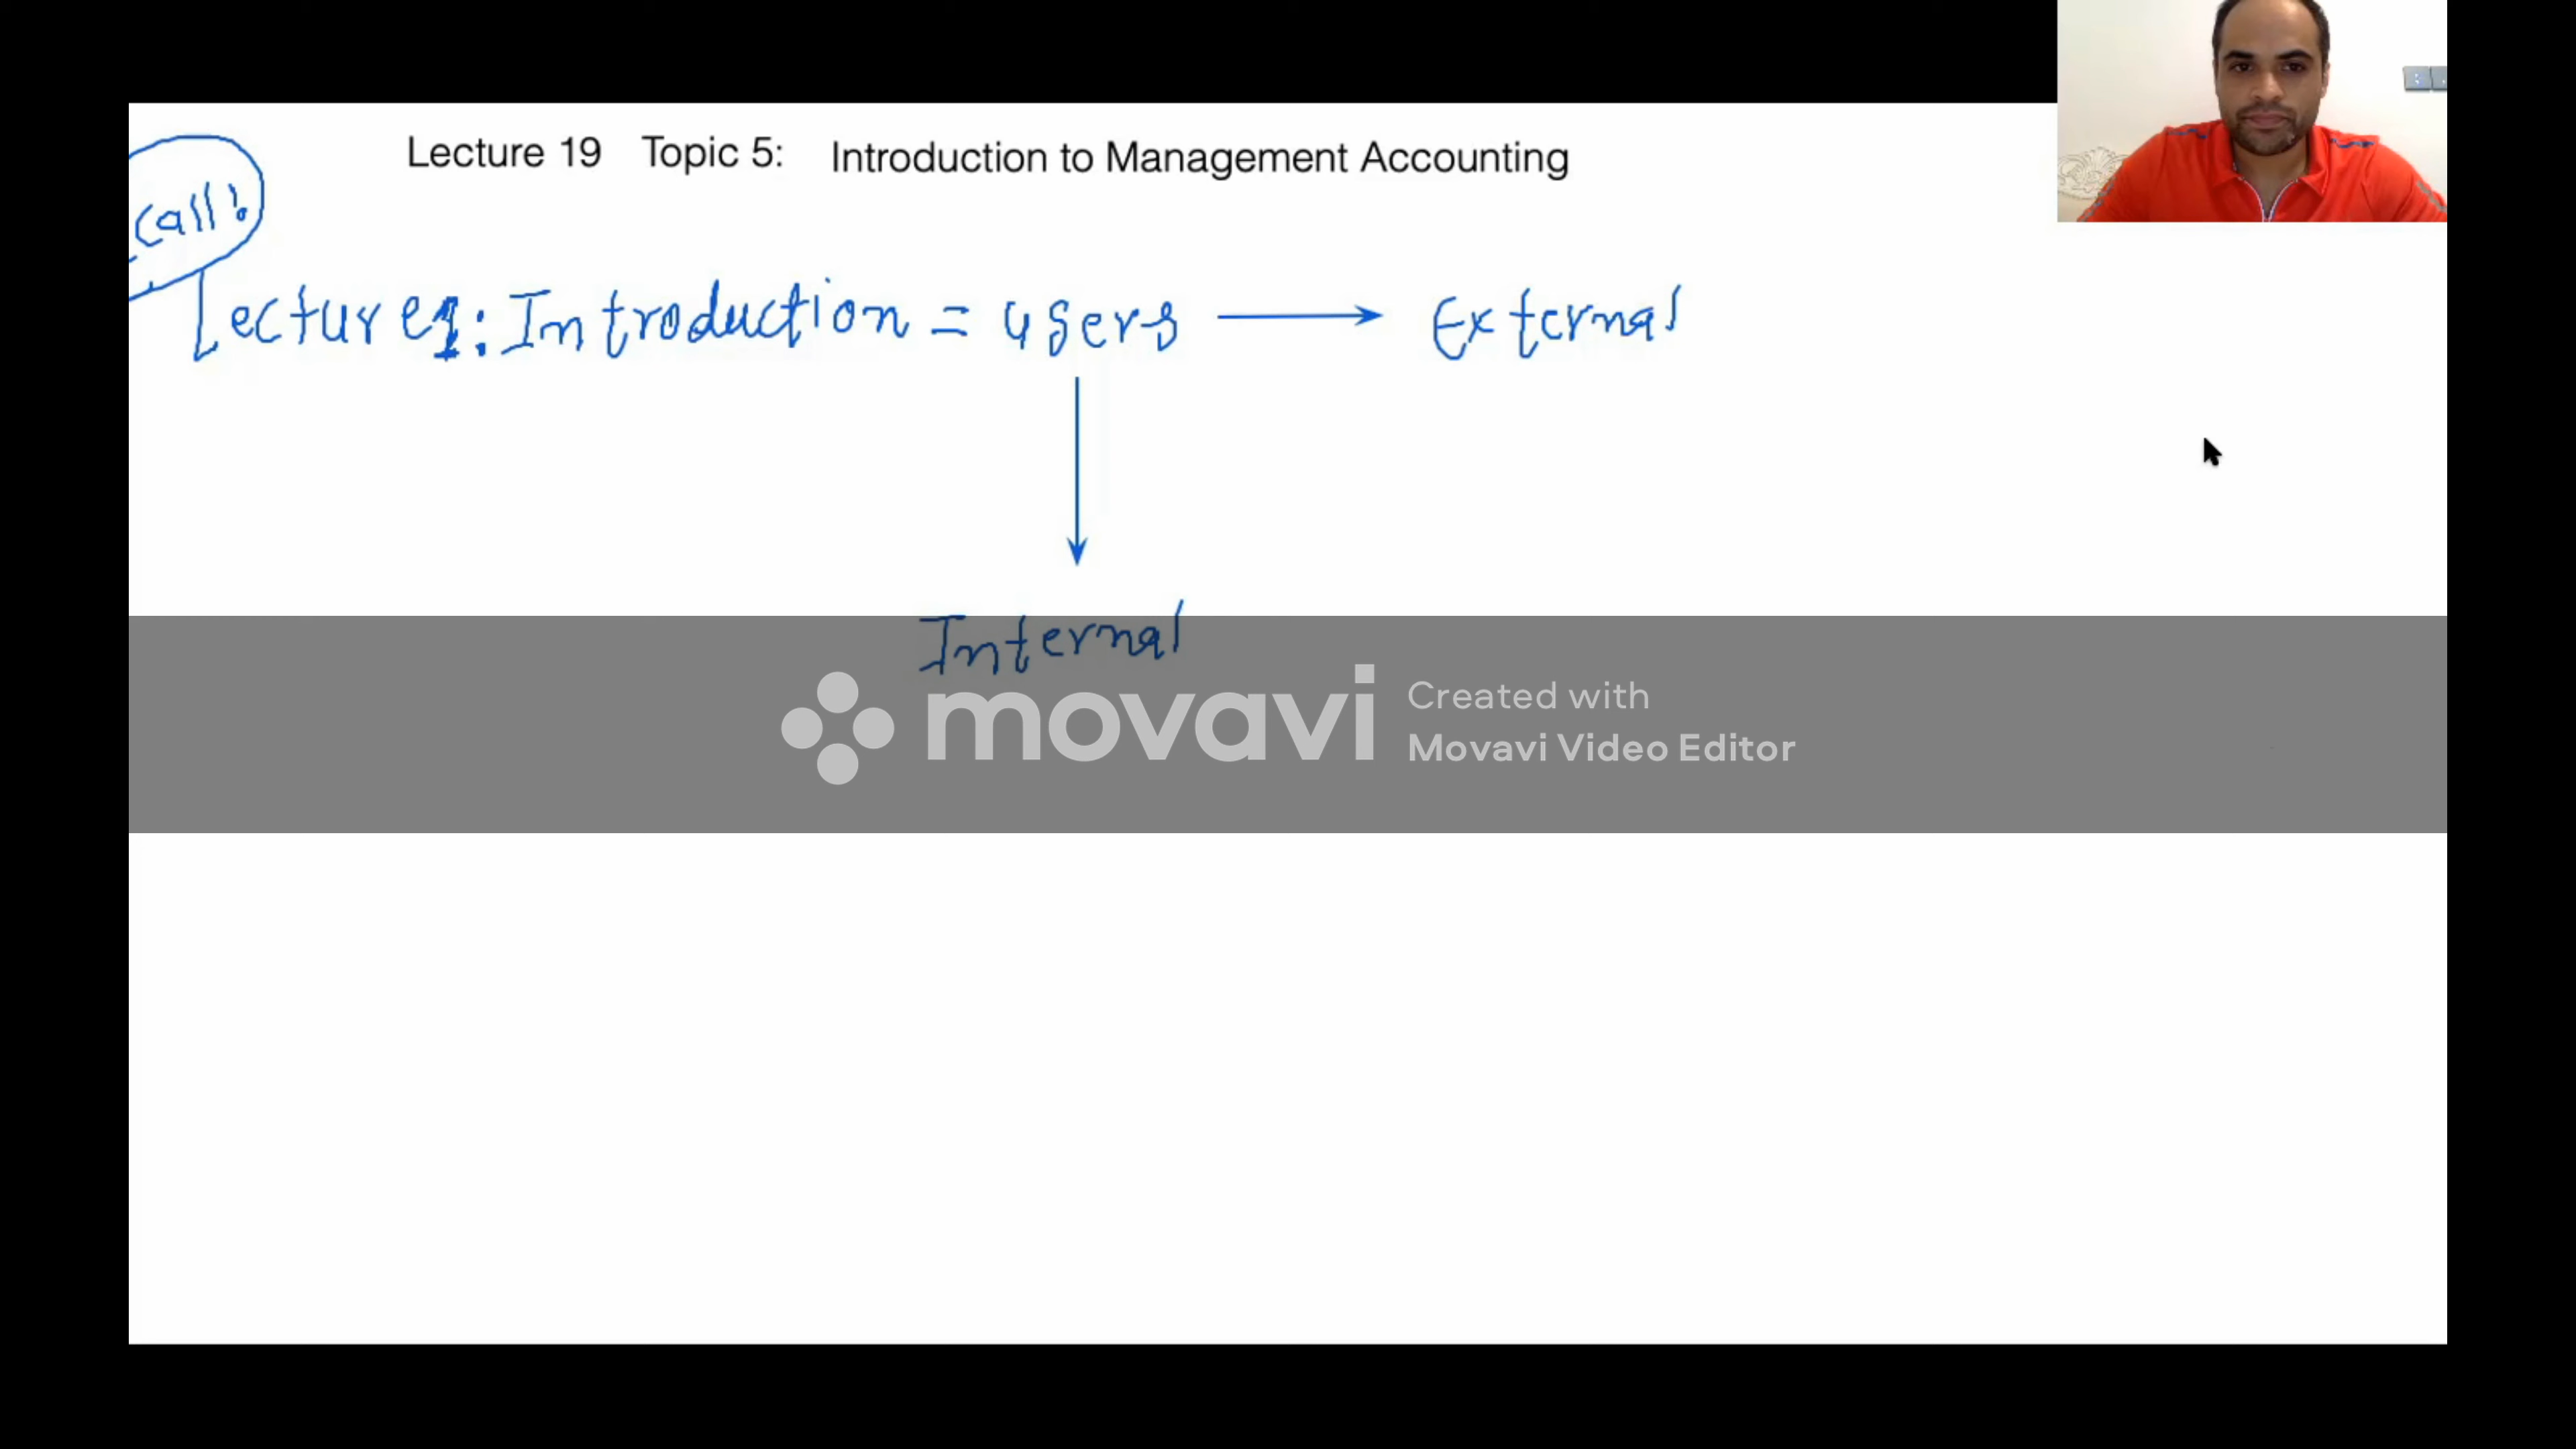 Lecture 19 Topic 5: Introduction to Management Accounting
call:
Lecture 1: Introduction = users → External
Internal
movavi
Created with
Movavi Video Editor